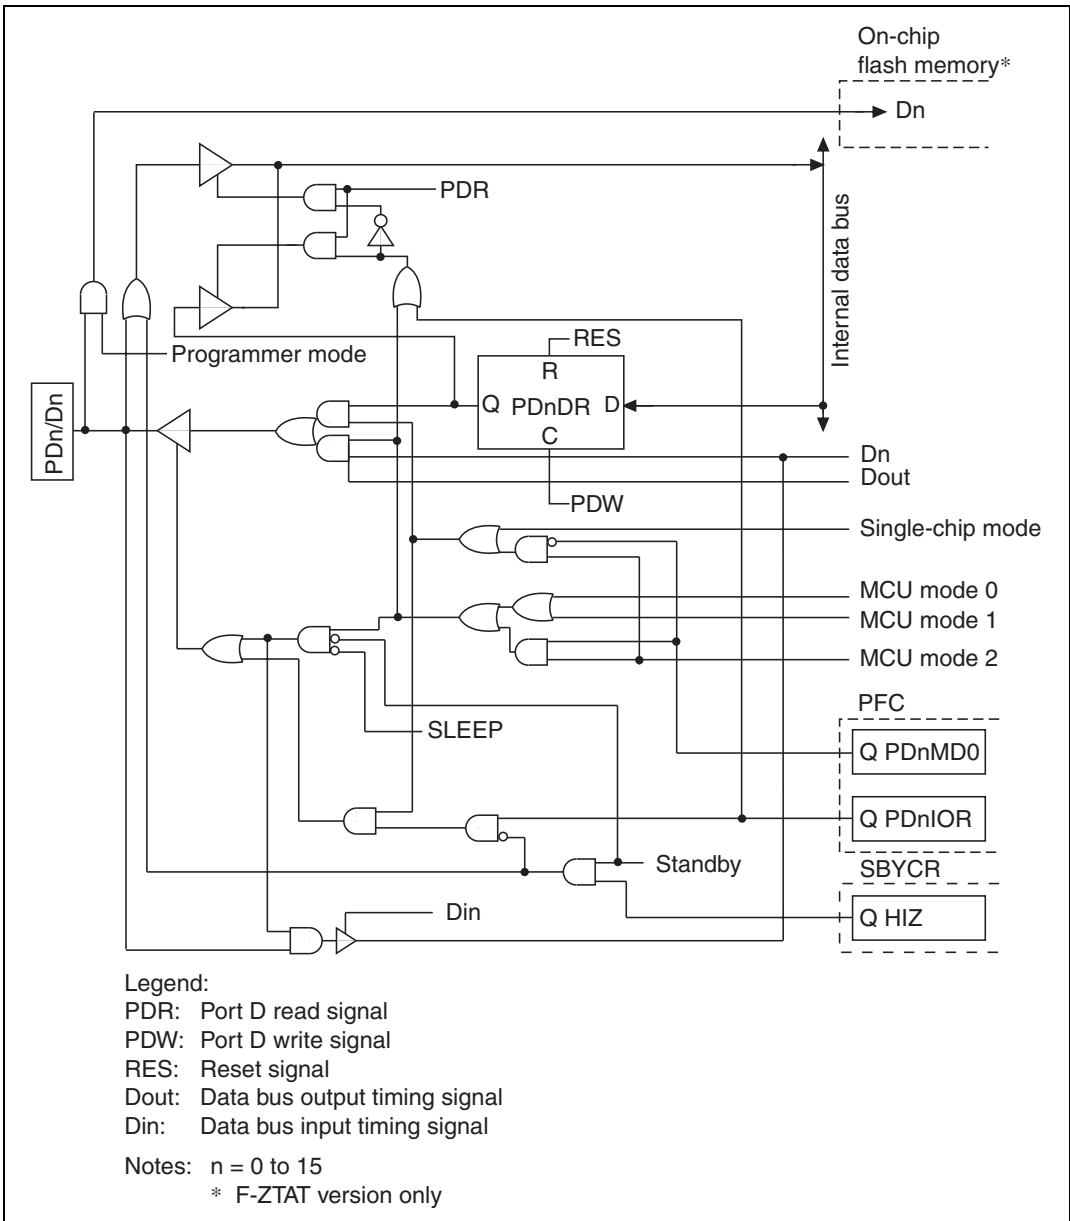 On-chip
flash memory*
Dn
PDR
Internal data bus
RES
Programmer mode
R
Q PDnDR D
C
PDn/Dn
Dn
Dout
PDW
Single-chip mode
MCU mode 0
MCU mode 1
MCU mode 2
PFC
SLEEP
Q PDnMD0
Q PDnIOR
Standby
SBYCR
Din
Q HIZ
Legend:
PDR: Port D read signal
PDW: Port D write signal
RES: Reset signal
Dout: Data bus output timing signal
Din: Data bus input timing signal
Notes: n = 0 to 15
* F-ZTAT version only